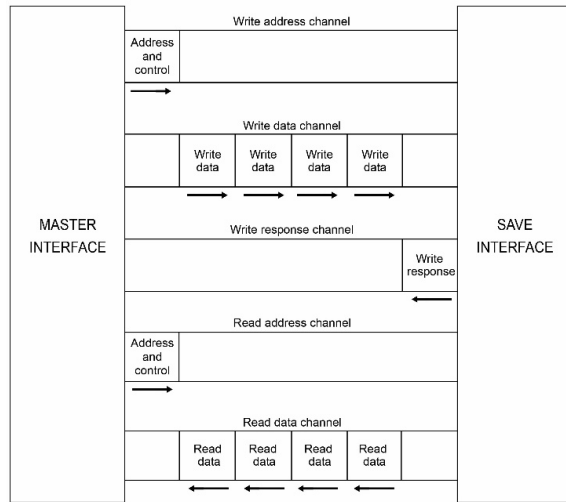 Write address channel
Address
and
control
Write data channel
Write
data
Write
data
Write
data
Write
data
MASTER
INTERFACE
SAVE
INTERFACE
Write response channel
Write
response
Read address channel
Address
and
control
Read data channel
Read
data
Read
data
Read
data
Read
data